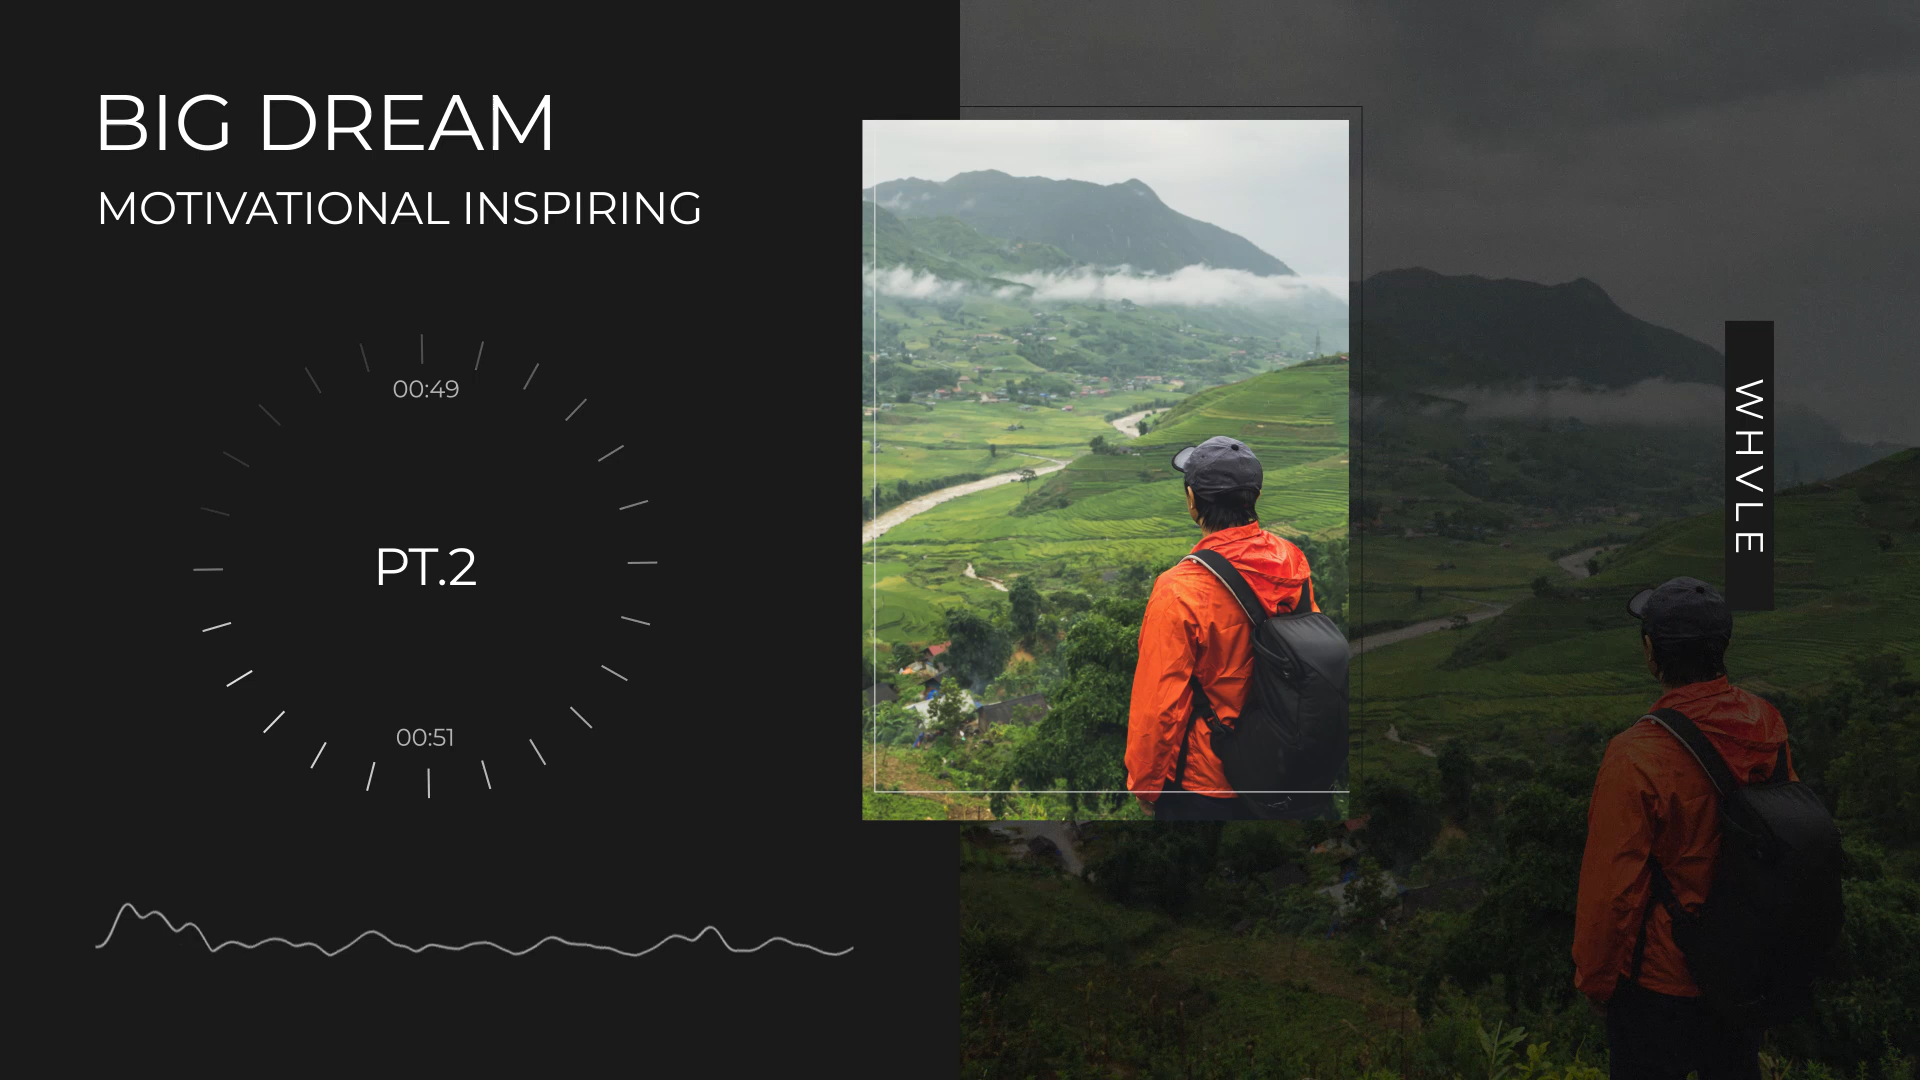 BIG DREAM
MOTIVATIONAL INSPIRING
00:49
PT.2
00:51
WHVLE